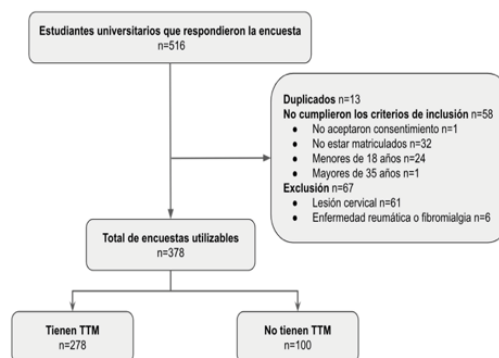 Estudiantes universitarios que respondieron la encuesta
n=516
Duplicados n=13
No cumplieron los criterios de inclusión n=58
● No aceptaron consentimiento n=1
● No estar matriculados n=32
● Menores de 18 años n=24
● Mayores de 35 años n=1
Exclusión n=67
● Lesión cervical n=61
● Enfermedad reumática o fibromialgia n=6
Total de encuestas utilizables
n=378
Tienen TTM
n=278
No tienen TTM
n=100